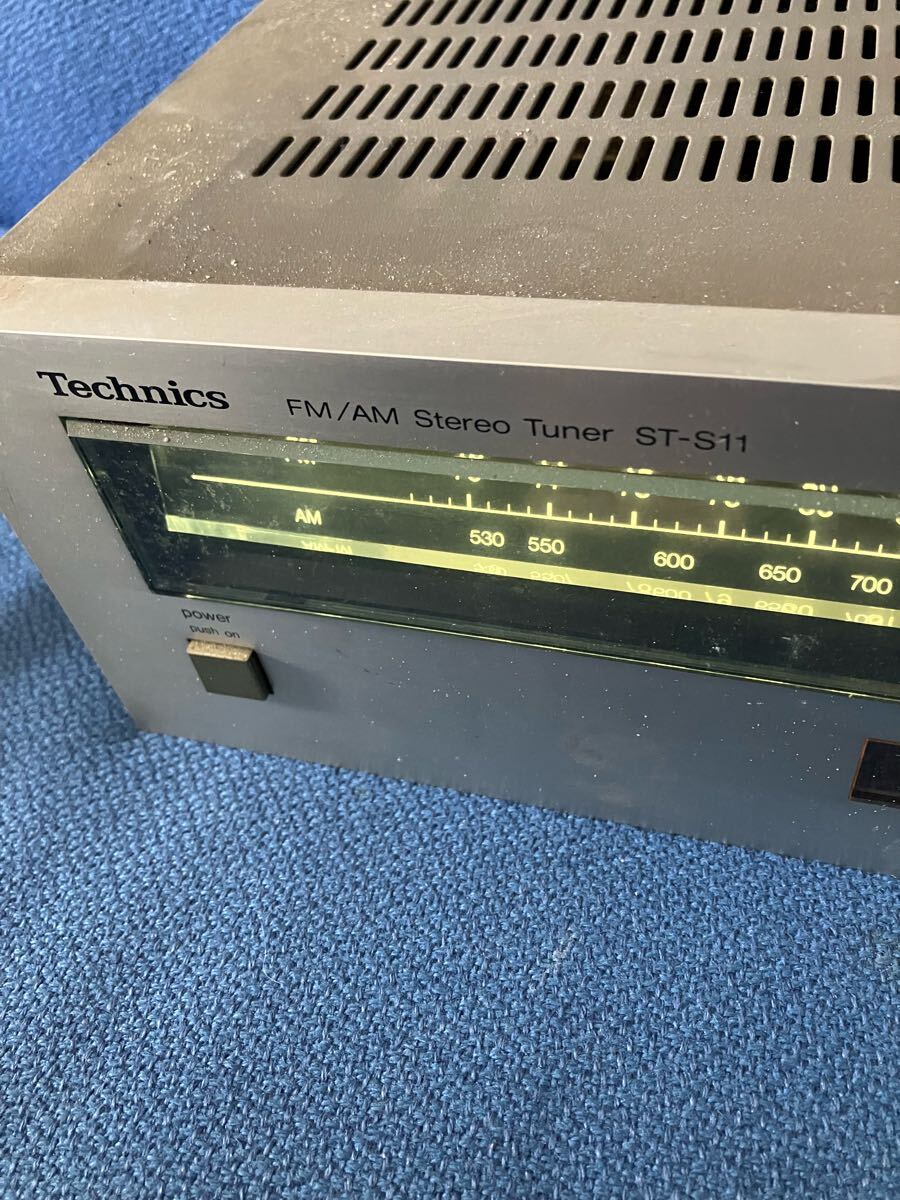 Technics
FM/AM Stereo Tuner ST-S11
AM
530 550 600 650 700
power
push on